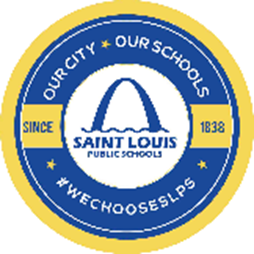 OUR CITY ★ OUR SCHOOLS
SINCE 1838
SAINT LOUIS
PUBLIC SCHOOLS
★ #WECHOOSESLPS ★